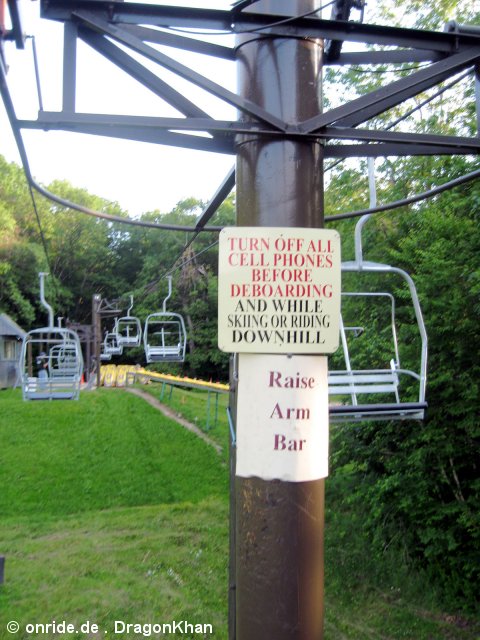 TURN OFF ALL
CELL PHONES
BEFORE
DEBOARDING
AND WHILE
SKIING OR RIDING
DOWNHILL
Raise
Arm
Bar
© onride.de . DragonKhan